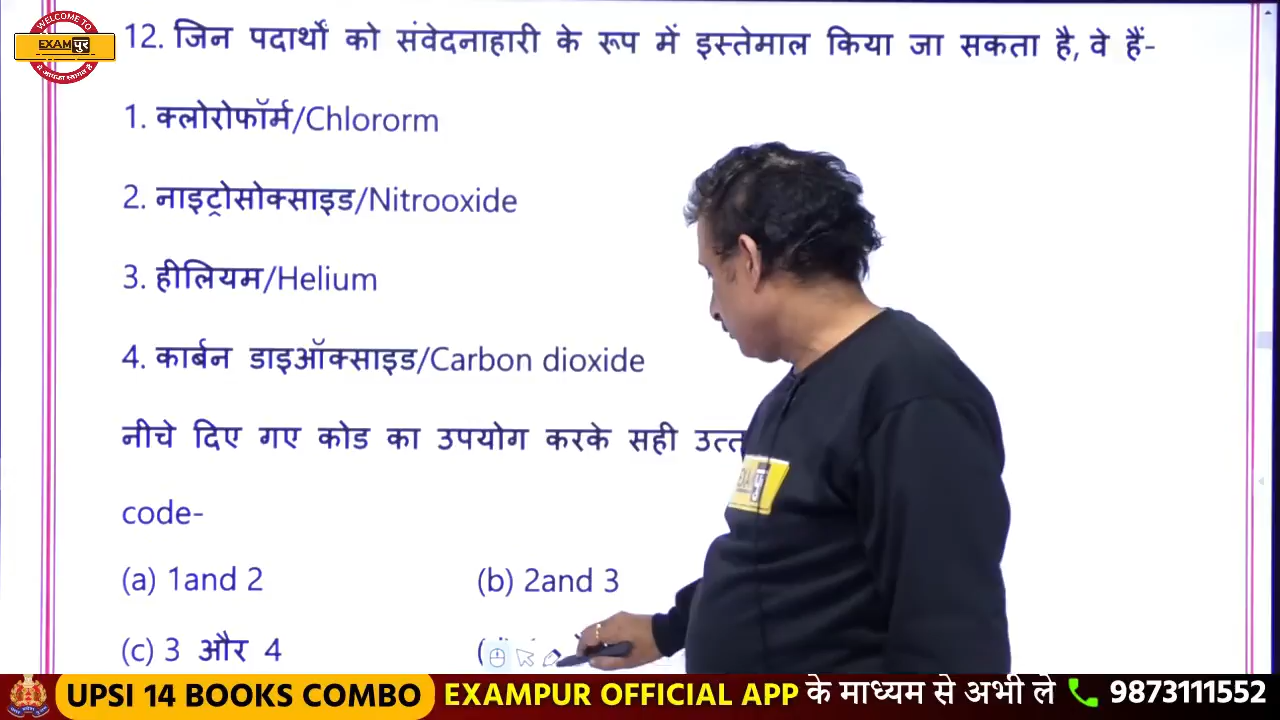 WELCOME TO
EXAMपुर
12. जिन पदार्थों को संवेदनाहारी के रूप में इस्तेमाल किया जा सकता है, वे हैं-
1. क्लोरोफॉर्म/Chlororm
2. नाइट्रोसोक्साइड/Nitrooxide
3. हीलियम/Helium
4. कार्बन डाइऑक्साइड/Carbon dioxide
नीचे दिए गए कोड का उपयोग करके सही
code-
(a) 1and 2
(b) 2and 3
(c) 3 और 4
UPSI 14 BOOKS COMBO
EXAMPUR OFFICIAL APP के माध्यम से अभी ले
9873111552